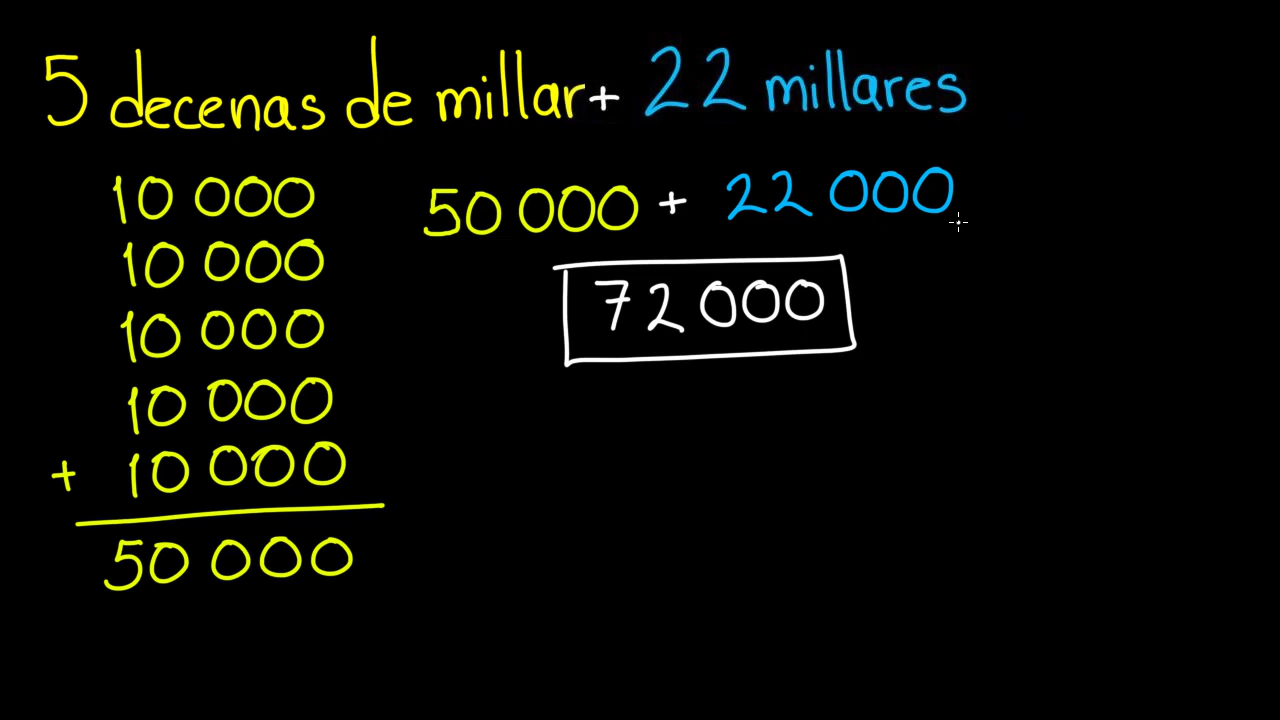 5 decenas de millar + 22 millares
10 000
10 000
10 000
10 000
+ 10 000
50 000
50 000 + 22 000
72 000